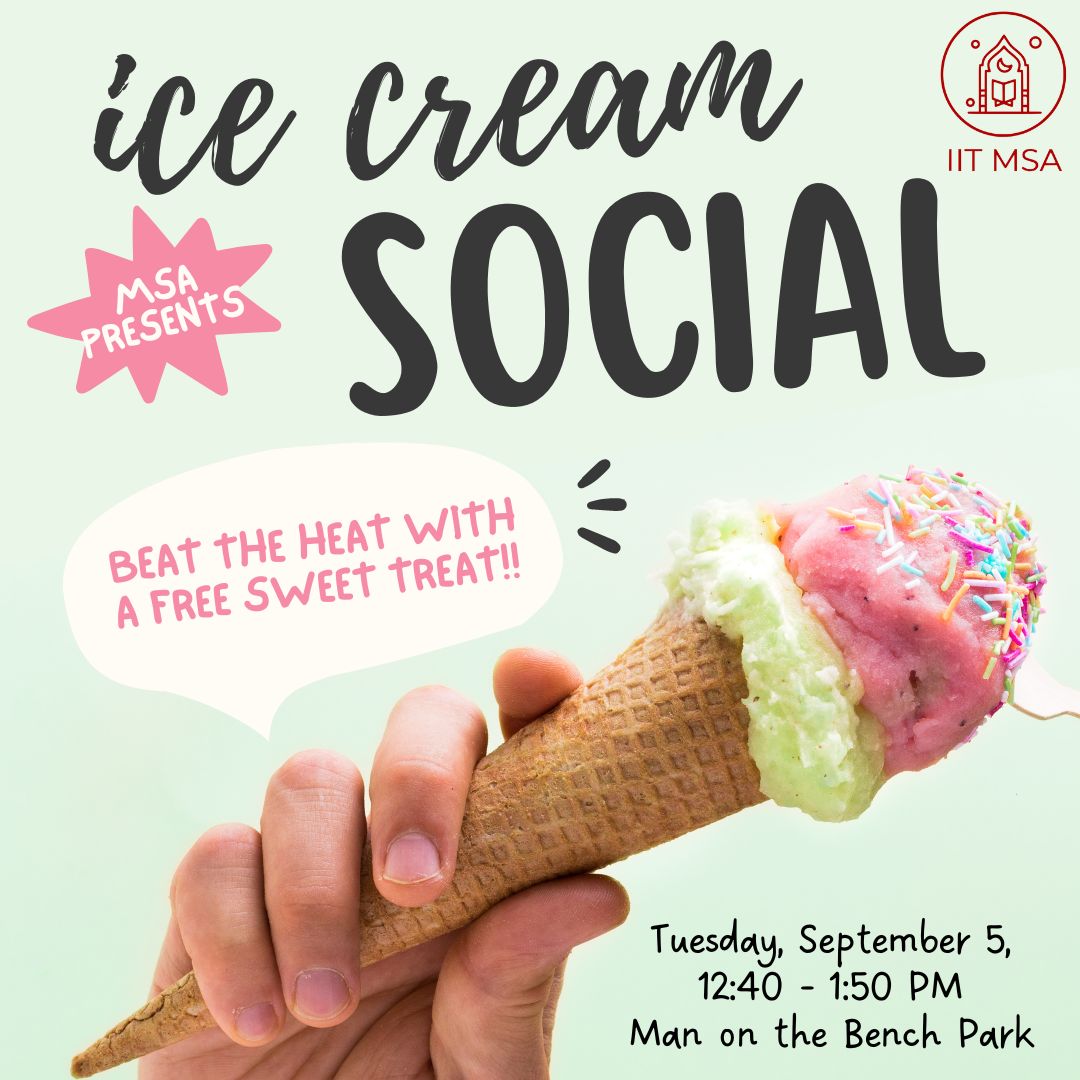 ice cream
SOCIAL
IIT MSA
MSA
PRESENTS
BEAT THE HEAT WITH
A FREE SWEET TREAT!!
Tuesday, September 5,
12:40 - 1:50 PM
Man on the Bench Park